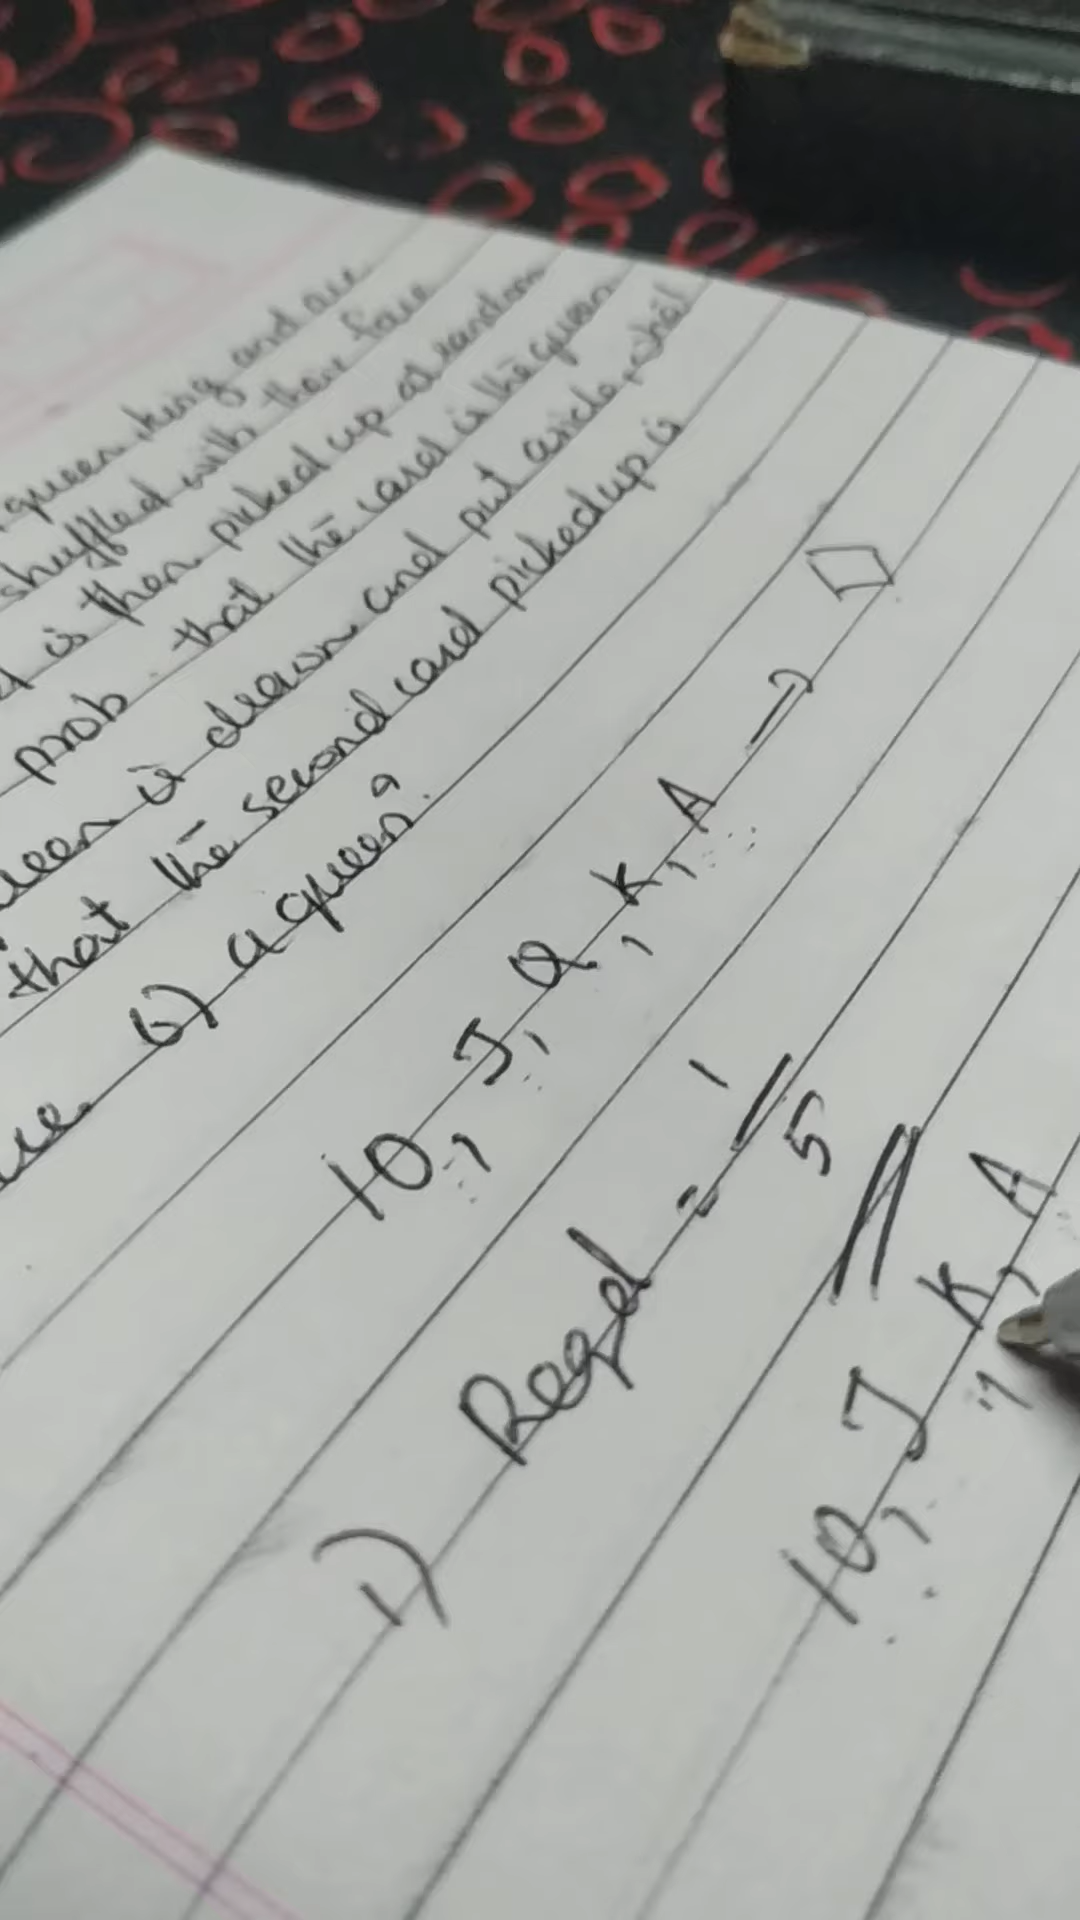 queen, king and ace
shuffled with their face
is then picked up at random
prob. that the card is the queen
is drawn and put aside, what
that the second card picked up is
b) a queen?
10, J, Q, K, A → ◇
1) Reqd = 1/5
10, J, K, A